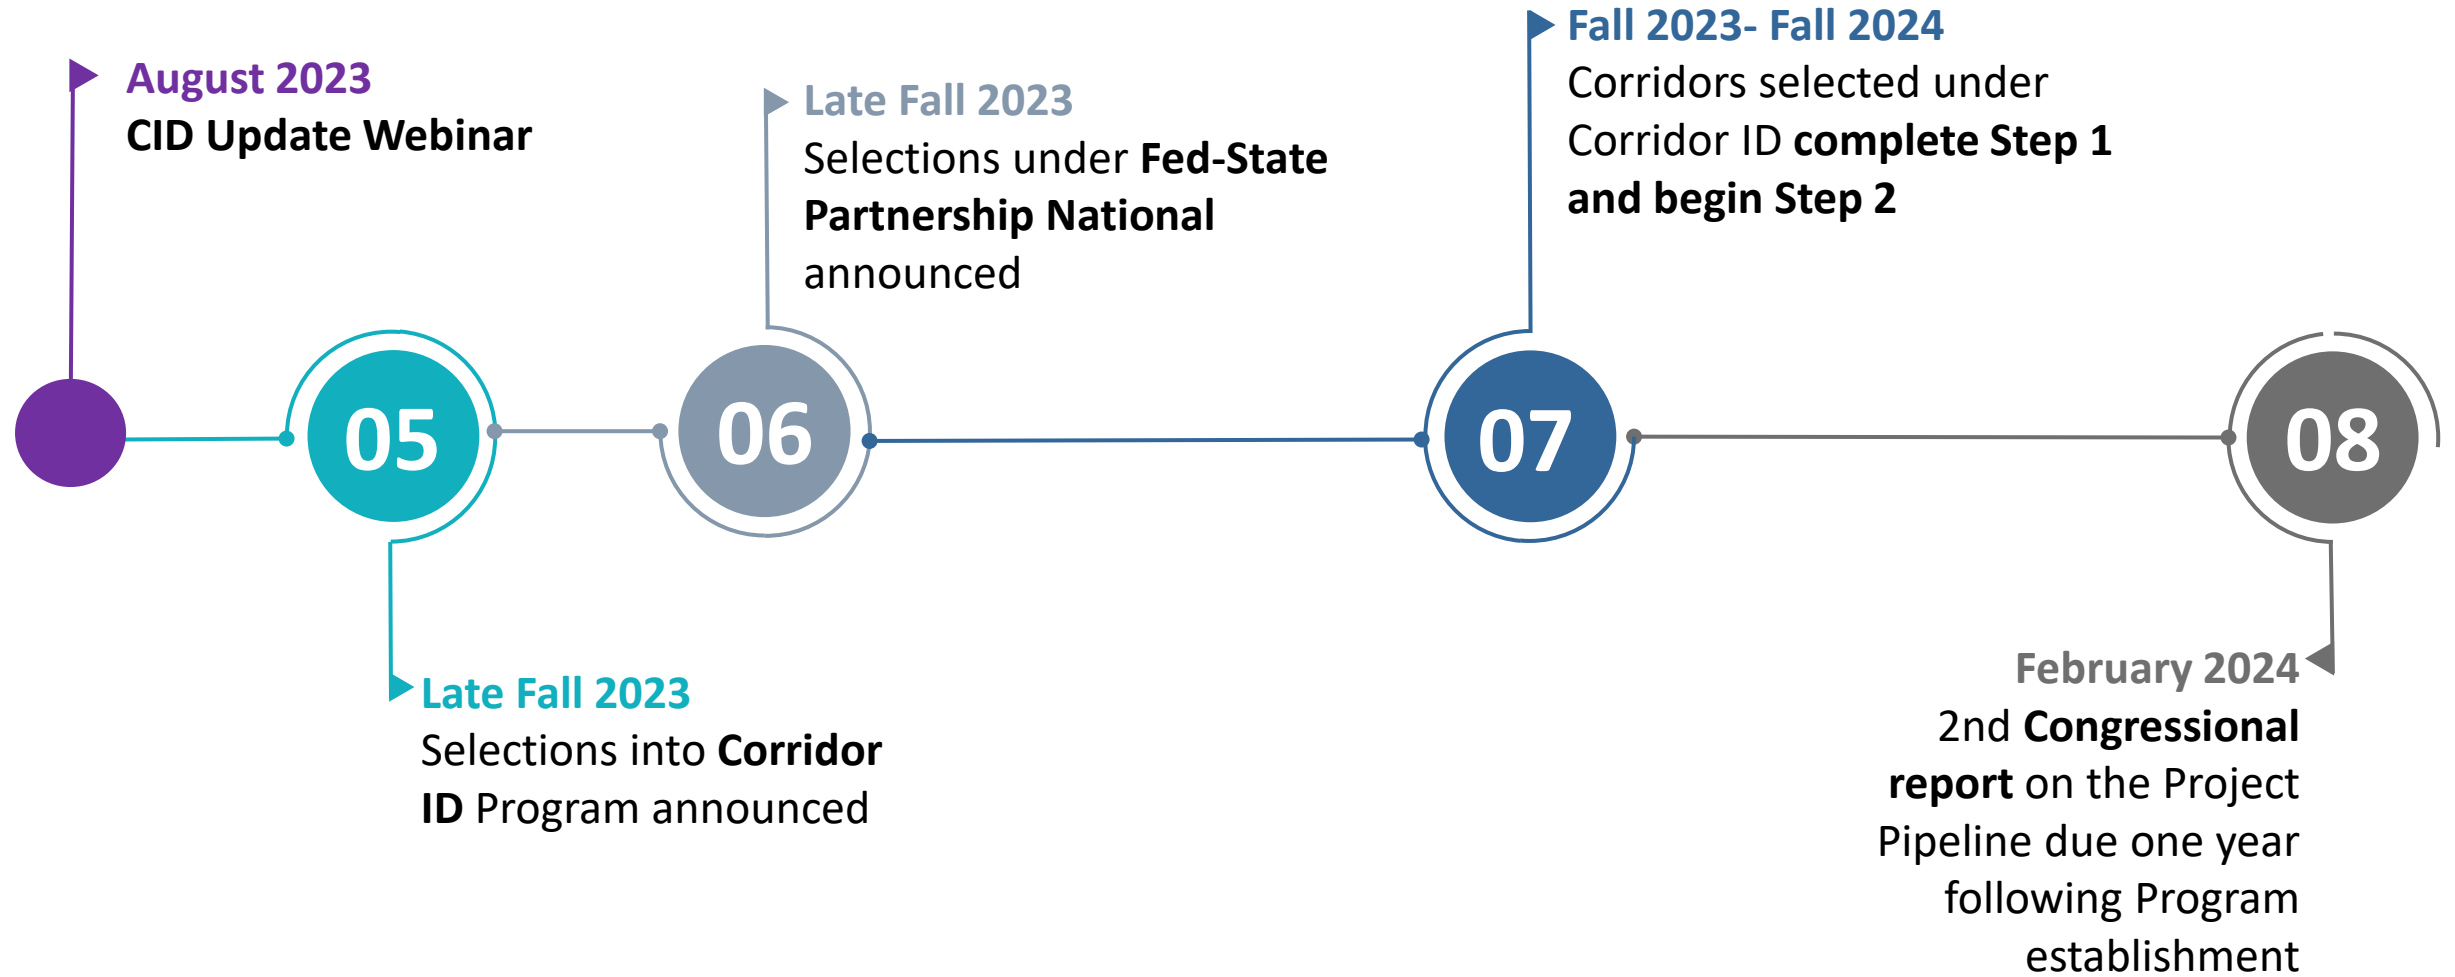 August 2023
CID Update Webinar
Late Fall 2023
Selections under Fed-State
Partnership National
announced
Fall 2023- Fall 2024
Corridors selected under
Corridor ID complete Step 1
and begin Step 2
05
06
07
08
Late Fall 2023
Selections into Corridor
ID Program announced
February 2024
2nd Congressional
report on the Project
Pipeline due one year
following Program
establishment